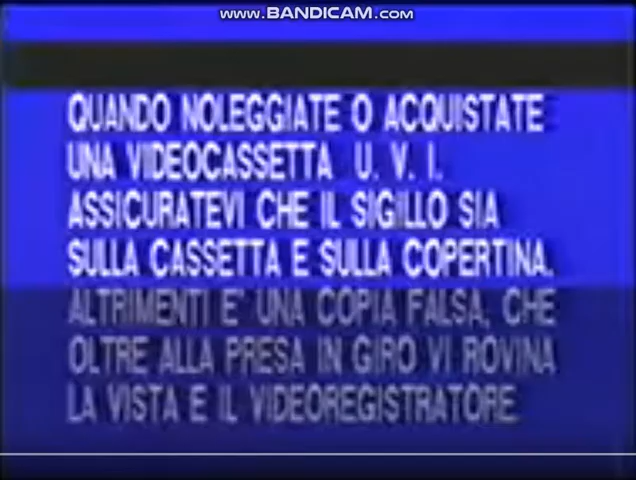 www.BANDICAM.com
QUANDO NOLEGGIATE O ACQUISTATE
UNA VIDEOCASSETTA U. V. I.
ASSICURATEVI CHE IL SIGILLO SIA
SULLA CASSETTA E SULLA COPERTINA.
ALTRIMENTI E' UNA COPIA FALSA, CHE
OLTRE ALLA PRESA IN GIRO VI ROVINA
LA VISTA E IL VIDEOREGISTRATORE.